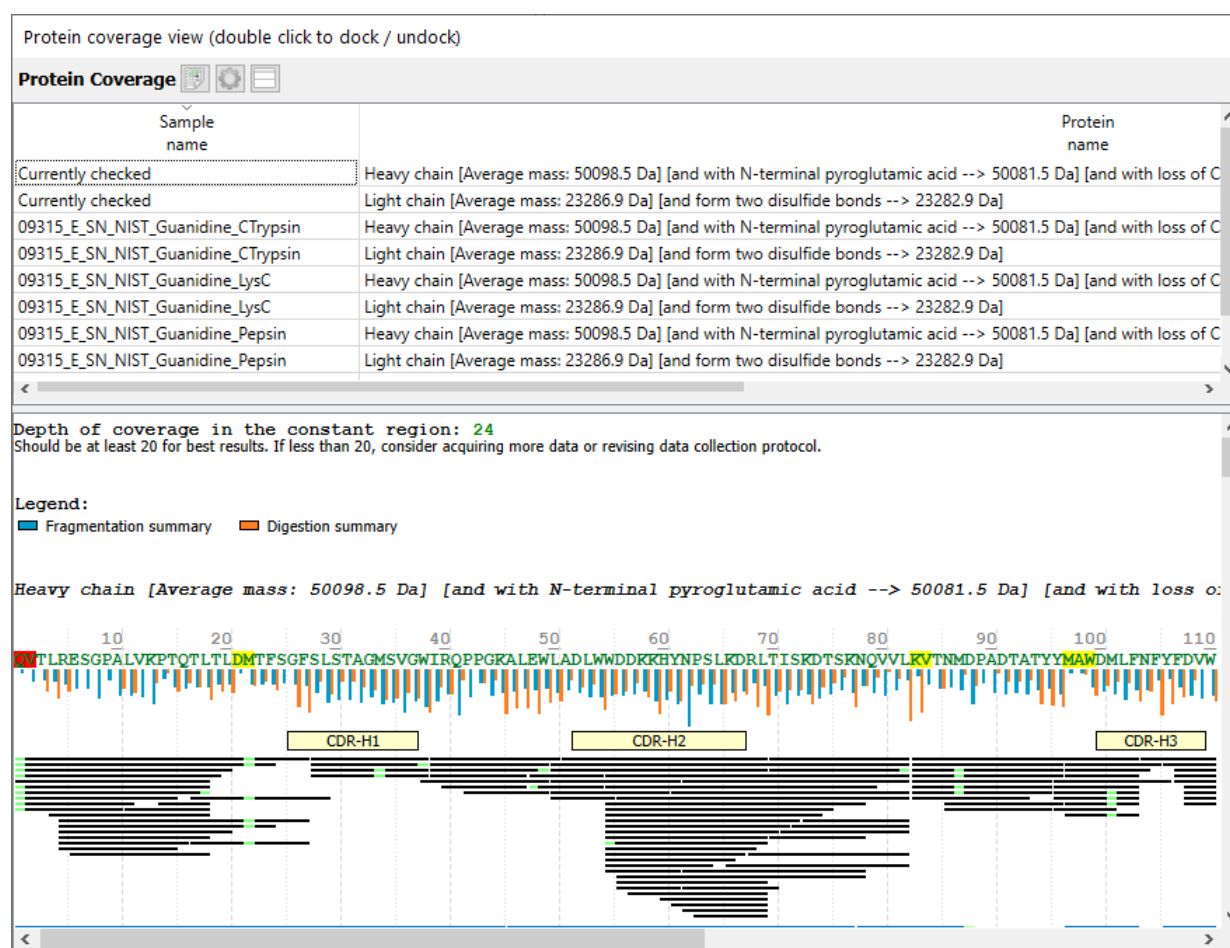 Protein coverage view (double click to dock / undock)
Protein Coverage
Sample name
Protein name
Currently checked Heavy chain [Average mass: 50098.5 Da] [and with N-terminal pyroglutamic acid --> 50081.5 Da] [and with loss of C
Currently checked Light chain [Average mass: 23286.9 Da] [and form two disulfide bonds --> 23282.9 Da]
09315_E_SN_NIST_Guanidine_CTrypsin Heavy chain [Average mass: 50098.5 Da] [and with N-terminal pyroglutamic acid --> 50081.5 Da] [and with loss of C
09315_E_SN_NIST_Guanidine_CTrypsin Light chain [Average mass: 23286.9 Da] [and form two disulfide bonds --> 23282.9 Da]
09315_E_SN_NIST_Guanidine_LysC Heavy chain [Average mass: 50098.5 Da] [and with N-terminal pyroglutamic acid --> 50081.5 Da] [and with loss of C
09315_E_SN_NIST_Guanidine_LysC Light chain [Average mass: 23286.9 Da] [and form two disulfide bonds --> 23282.9 Da]
09315_E_SN_NIST_Guanidine_Pepsin Heavy chain [Average mass: 50098.5 Da] [and with N-terminal pyroglutamic acid --> 50081.5 Da] [and with loss of C
09315_E_SN_NIST_Guanidine_Pepsin Light chain [Average mass: 23286.9 Da] [and form two disulfide bonds --> 23282.9 Da]
Depth of coverage in the constant region: 24
Should be at least 20 for best results. If less than 20, consider acquiring more data or revising data collection protocol.
Legend:
Fragmentation summary Digestion summary
Heavy chain [Average mass: 50098.5 Da] [and with N-terminal pyroglutamic acid --> 50081.5 Da] [and with loss of
10 20 30 40 50 60 70 80 90 100 110
QVTLRESGPALVKPTQTLTLDMTFSGFSLSTAGMSVGWIRQPPGKALEWLADLWWDDKKHYNPSLKDRLTISKDTSKNQVVLKVTNMDPADTATYYMAWDMLFNFYFDVW
CDR-H1 CDR-H2 CDR-H3